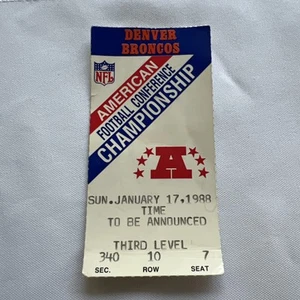 DENVER
BRONCOS
NFL
AMERICAN
FOOTBALL CONFERENCE
CHAMPIONSHIP
A
SUN.JANUARY 17,1988
TIME
TO BE ANNOUNCED
THIRD LEVEL
340 10 7
SEC. ROW SEAT